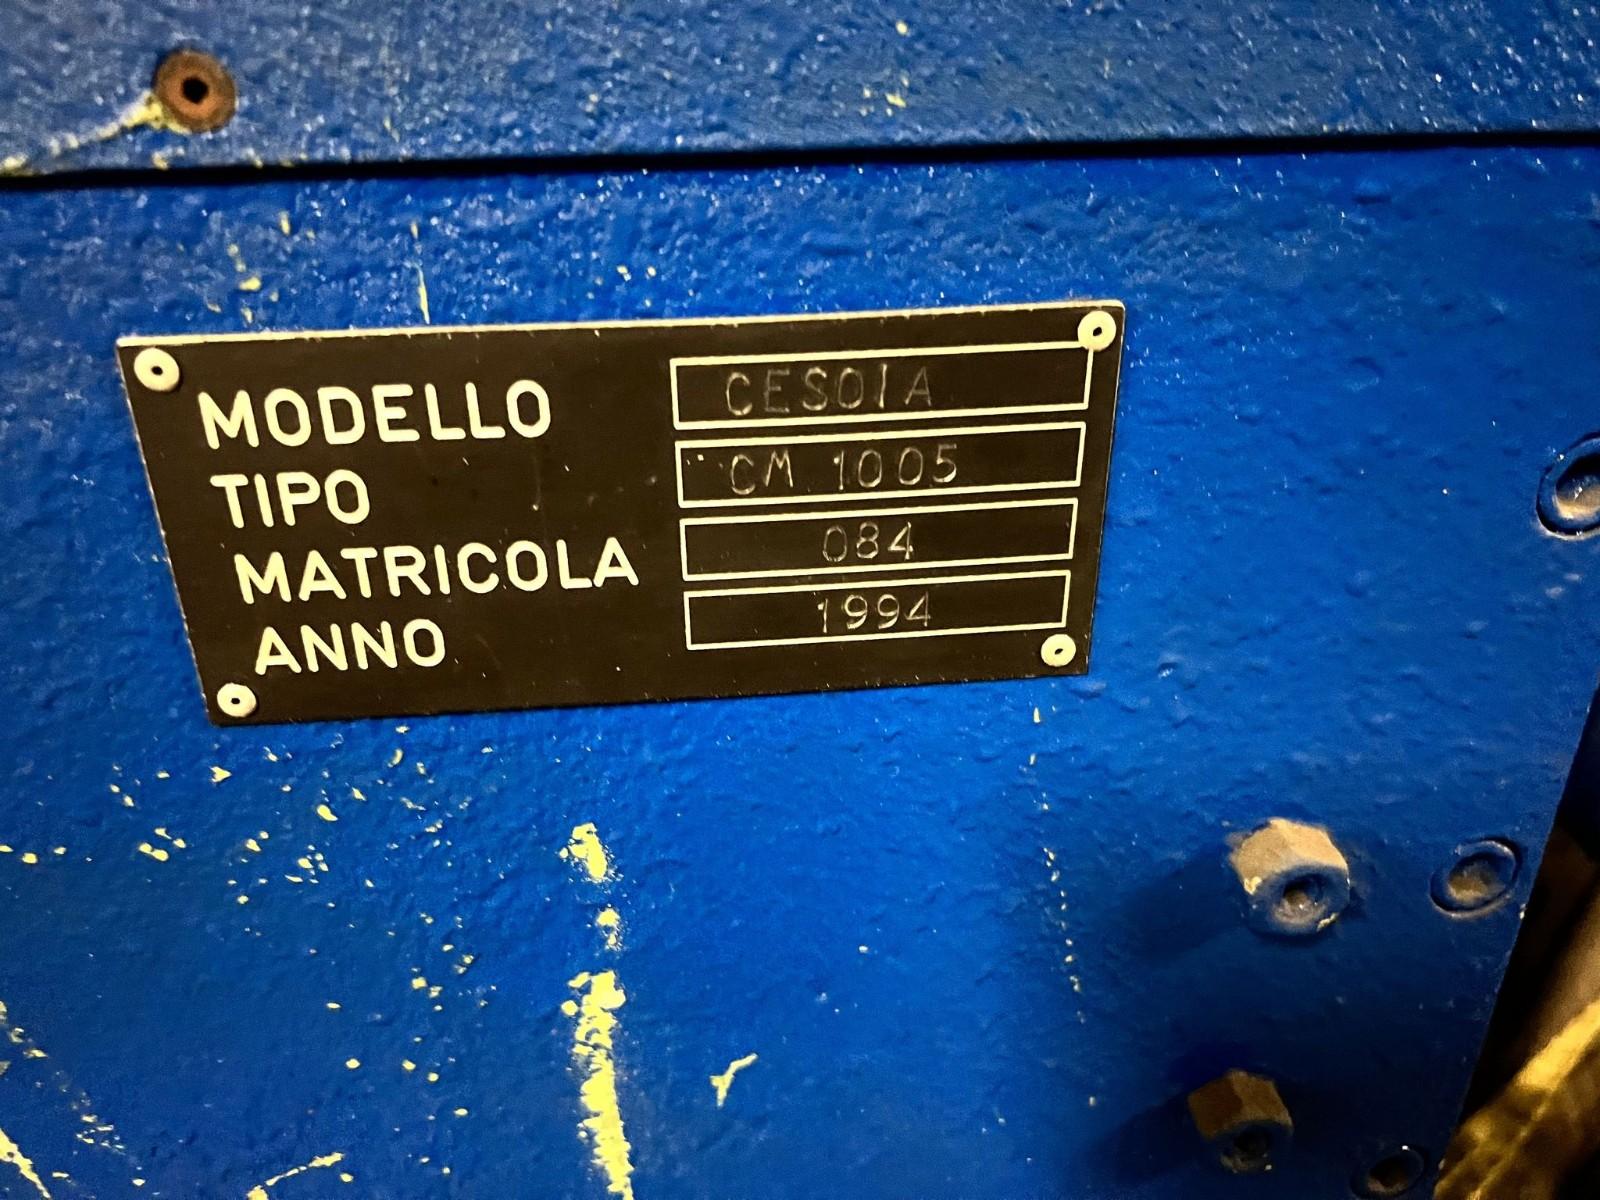 MODELLO CESOIA
TIPO CM 1005
MATRICOLA 084
ANNO 1994